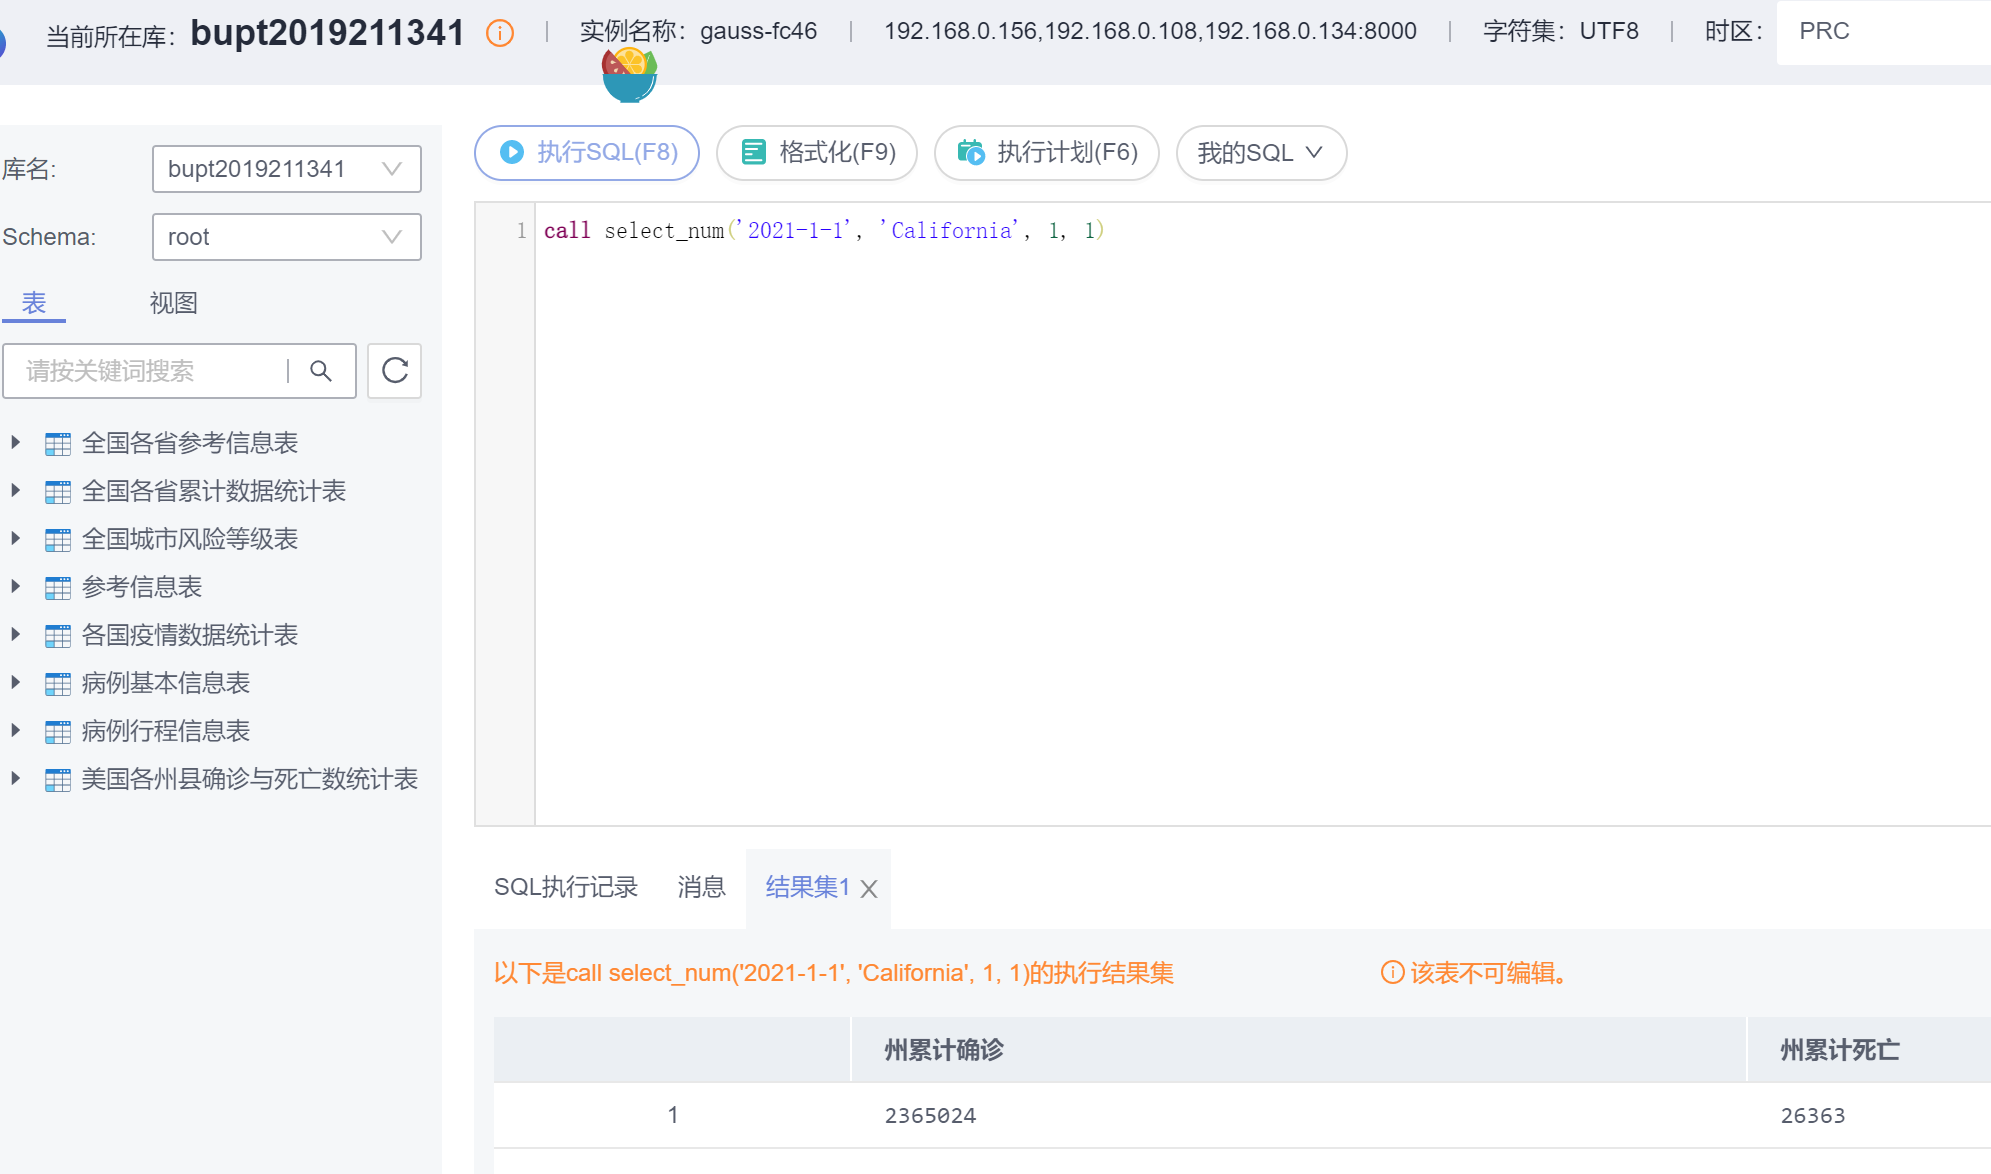 当前所在库: bupt2019211341 | 实例名称: gauss-fc46 | 192.168.0.156,192.168.0.108,192.168.0.134:8000 | 字符集: UTF8 | 时区: PRC
库名: bupt2019211341
Schema: root
表 视图
请按关键词搜索
全国各省参考信息表
全国各省累计数据统计表
全国城市风险等级表
参考信息表
各国疫情数据统计表
病例基本信息表
病例行程信息表
美国各州县确诊与死亡数统计表
执行SQL(F8) 格式化(F9) 执行计划(F6) 我的SQL
1 call select_num('2021-1-1', 'California', 1, 1)
SQL执行记录 消息 结果集1 X
以下是call select_num('2021-1-1', 'California', 1, 1)的执行结果集 该表不可编辑。
州累计确诊 州累计死亡
1 2365024 26363